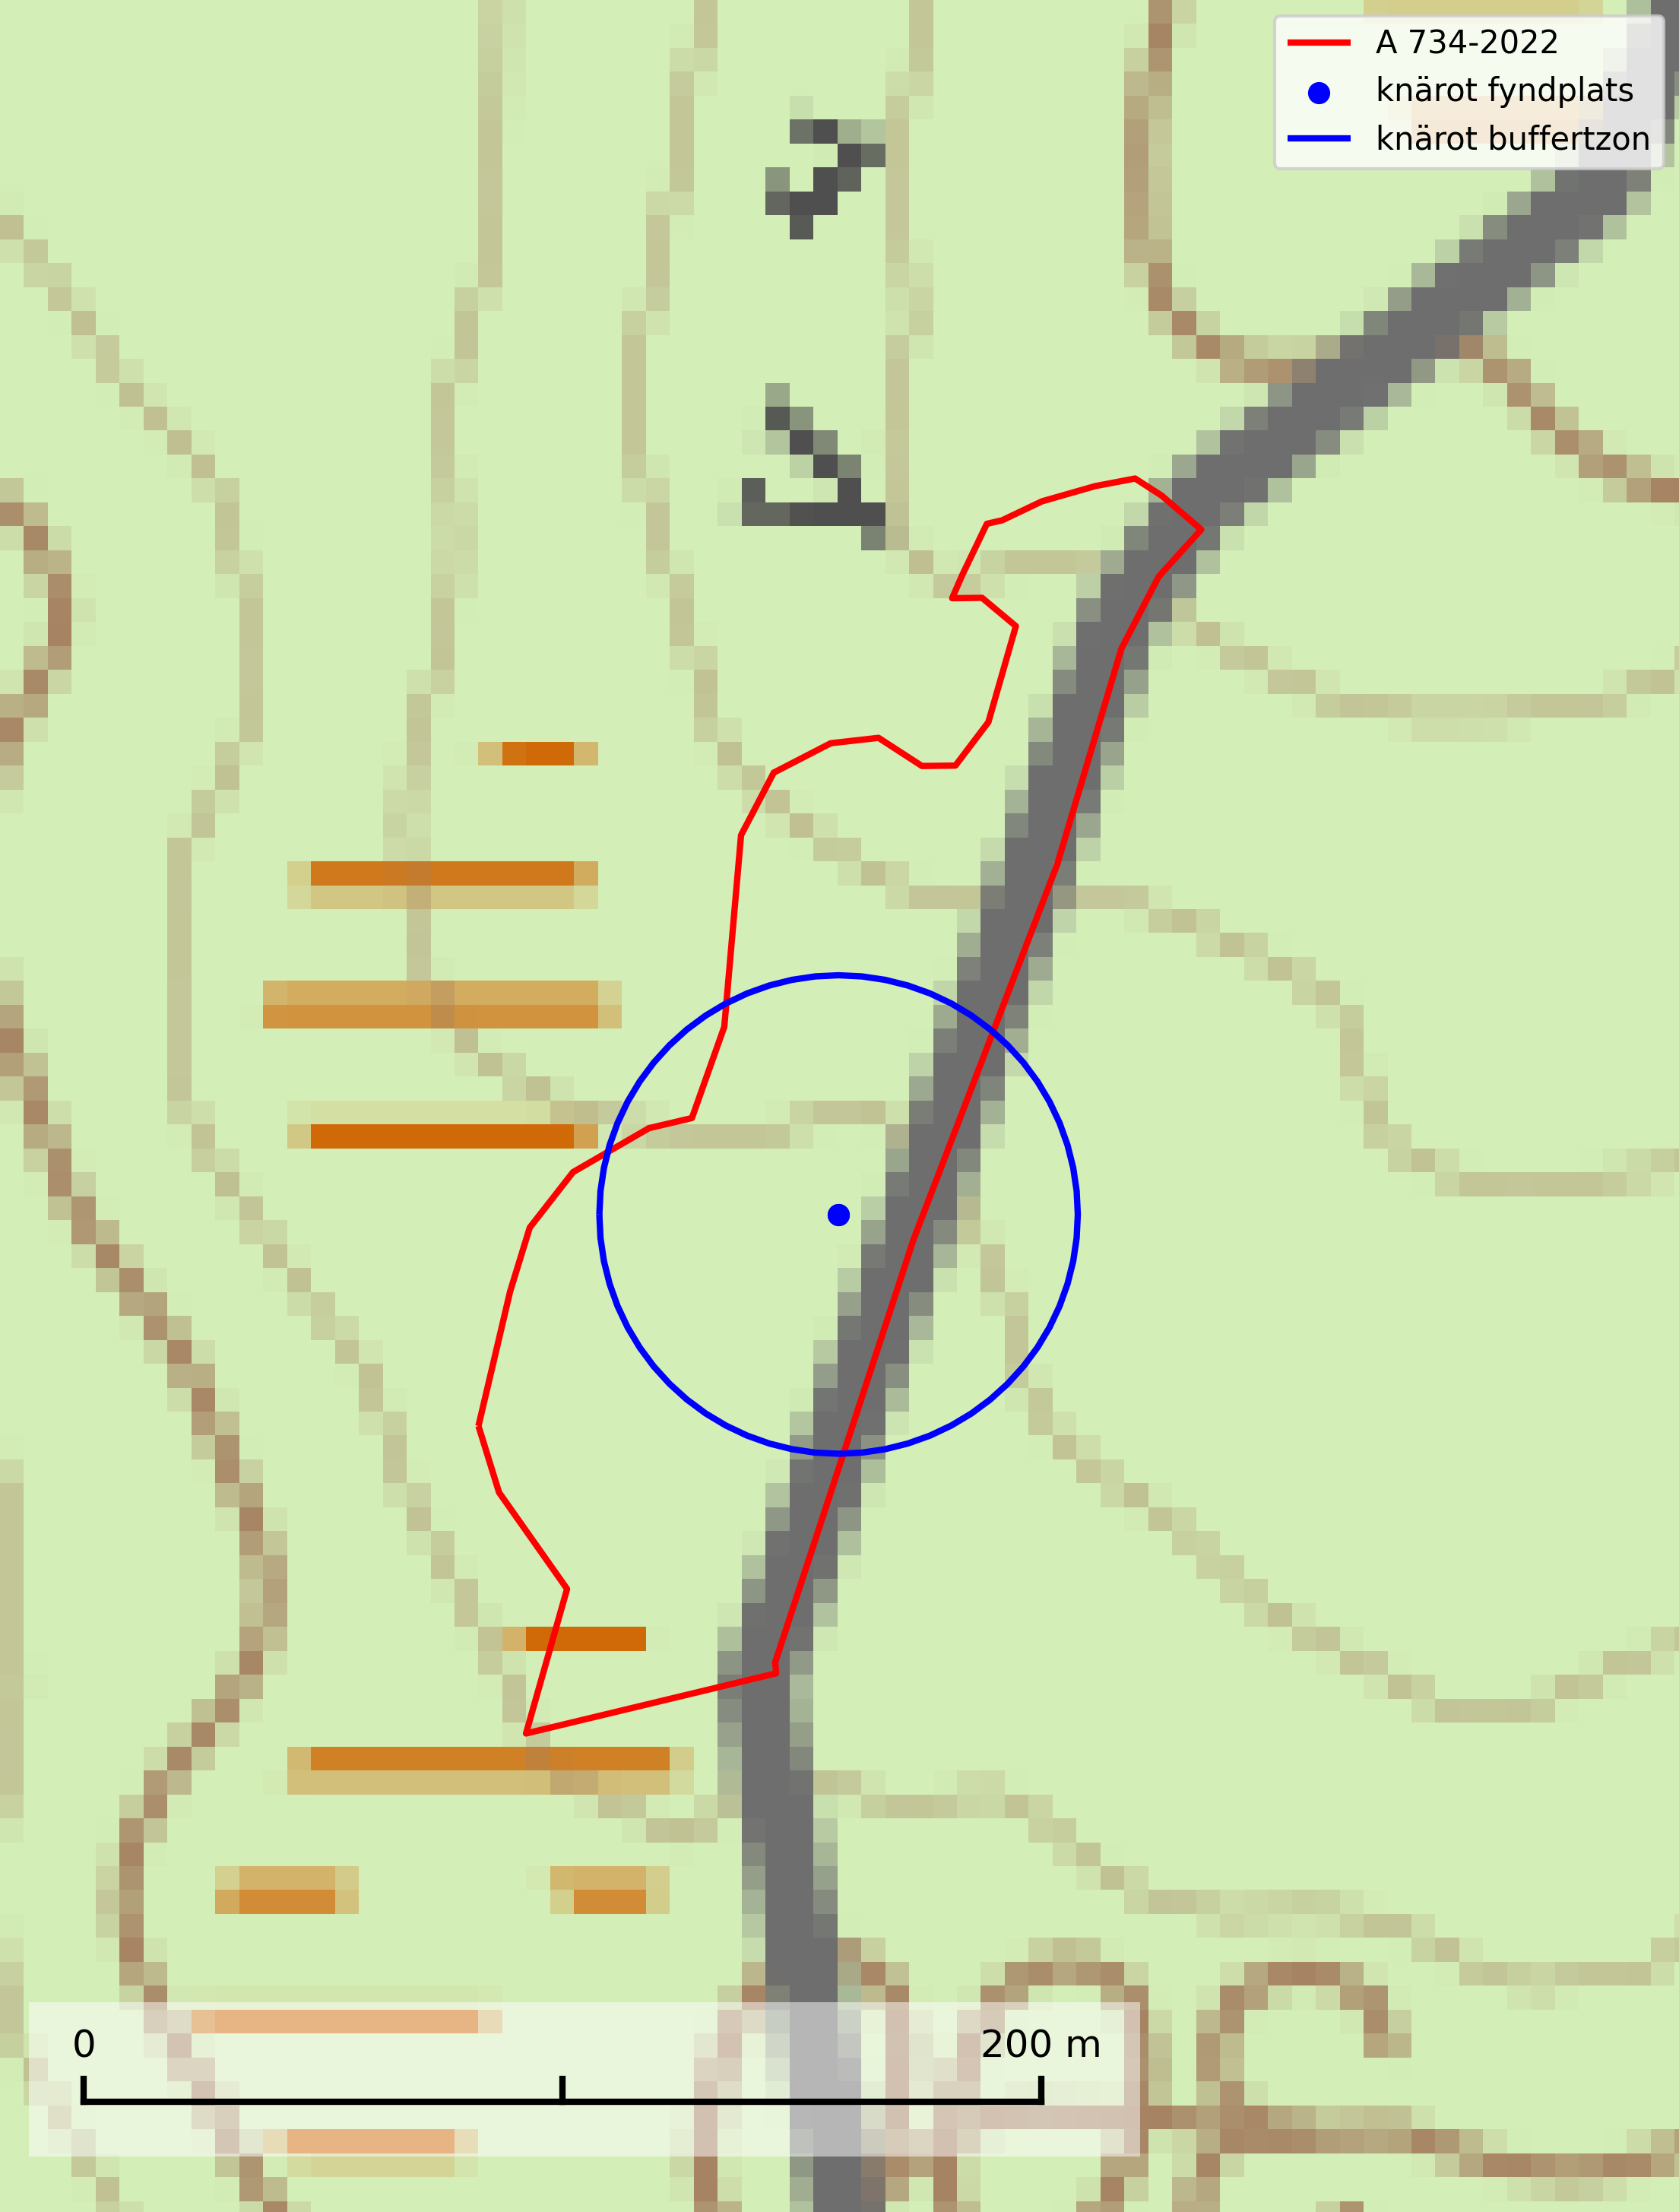 A 734-2022
knärot fyndplats
knärot buffertzon
0
200 m